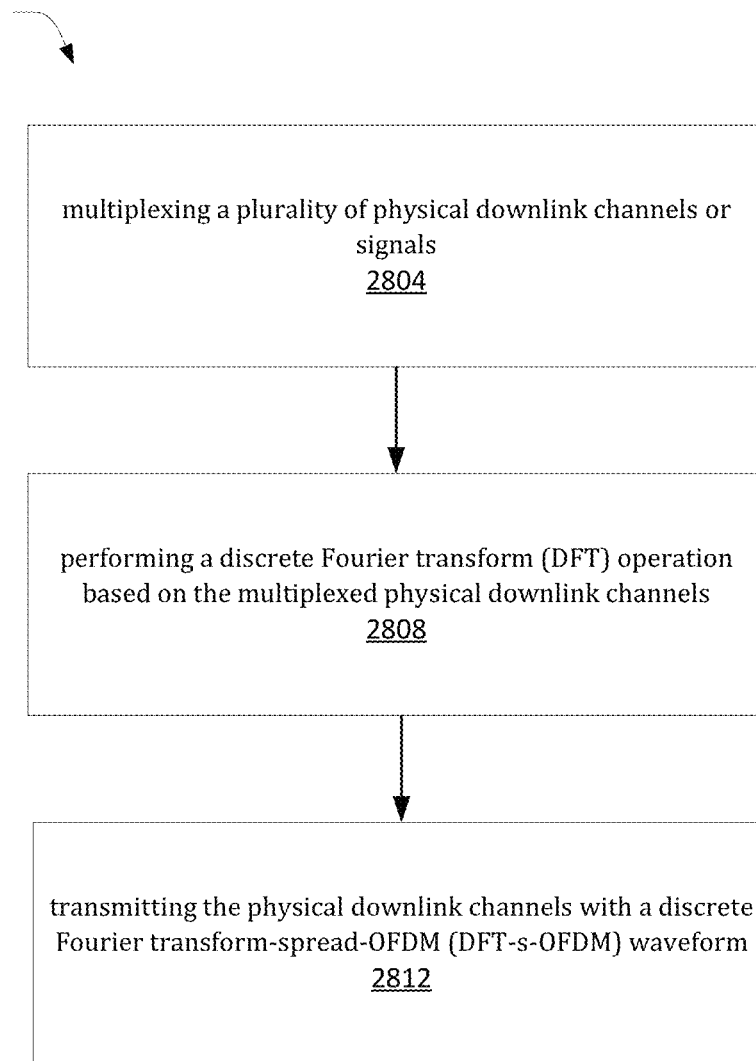 multiplexing a plurality of physical downlink channels or
signals
2804
performing a discrete Fourier transform (DFT) operation
based on the multiplexed physical downlink channels
2808
transmitting the physical downlink channels with a discrete
Fourier transform-spread-OFDM (DFT-s-OFDM) waveform
2812